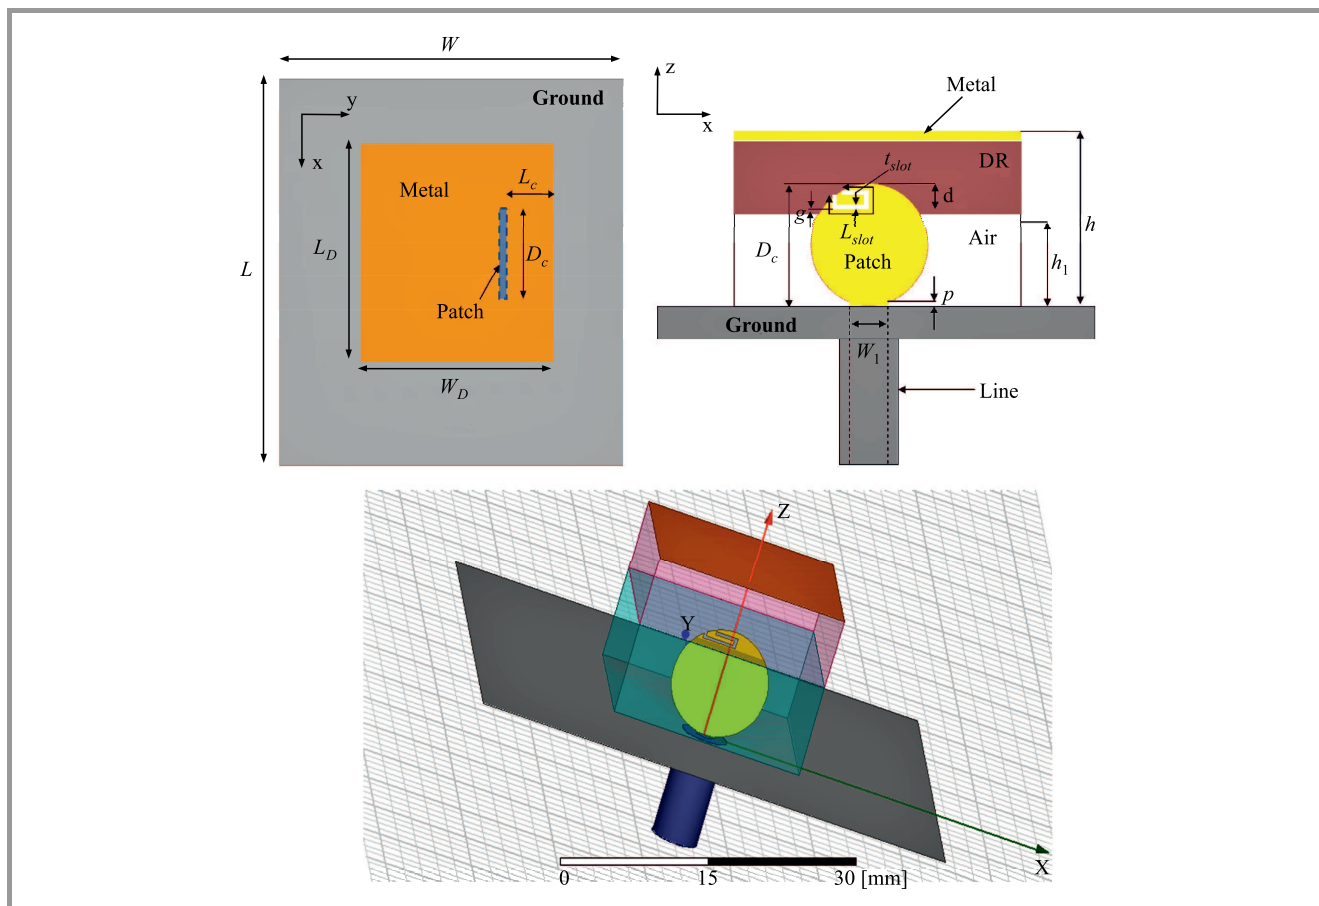 W
Ground
y
x
L_c
Metal
L_D
D_c
L
Patch
W_D
z
x
Metal
t_slot
DR
d
g
L_slot
h
Air
D_c
h_1
Patch
p
Ground
W_1
Line
Z
Y
X
0 15 30 [mm]